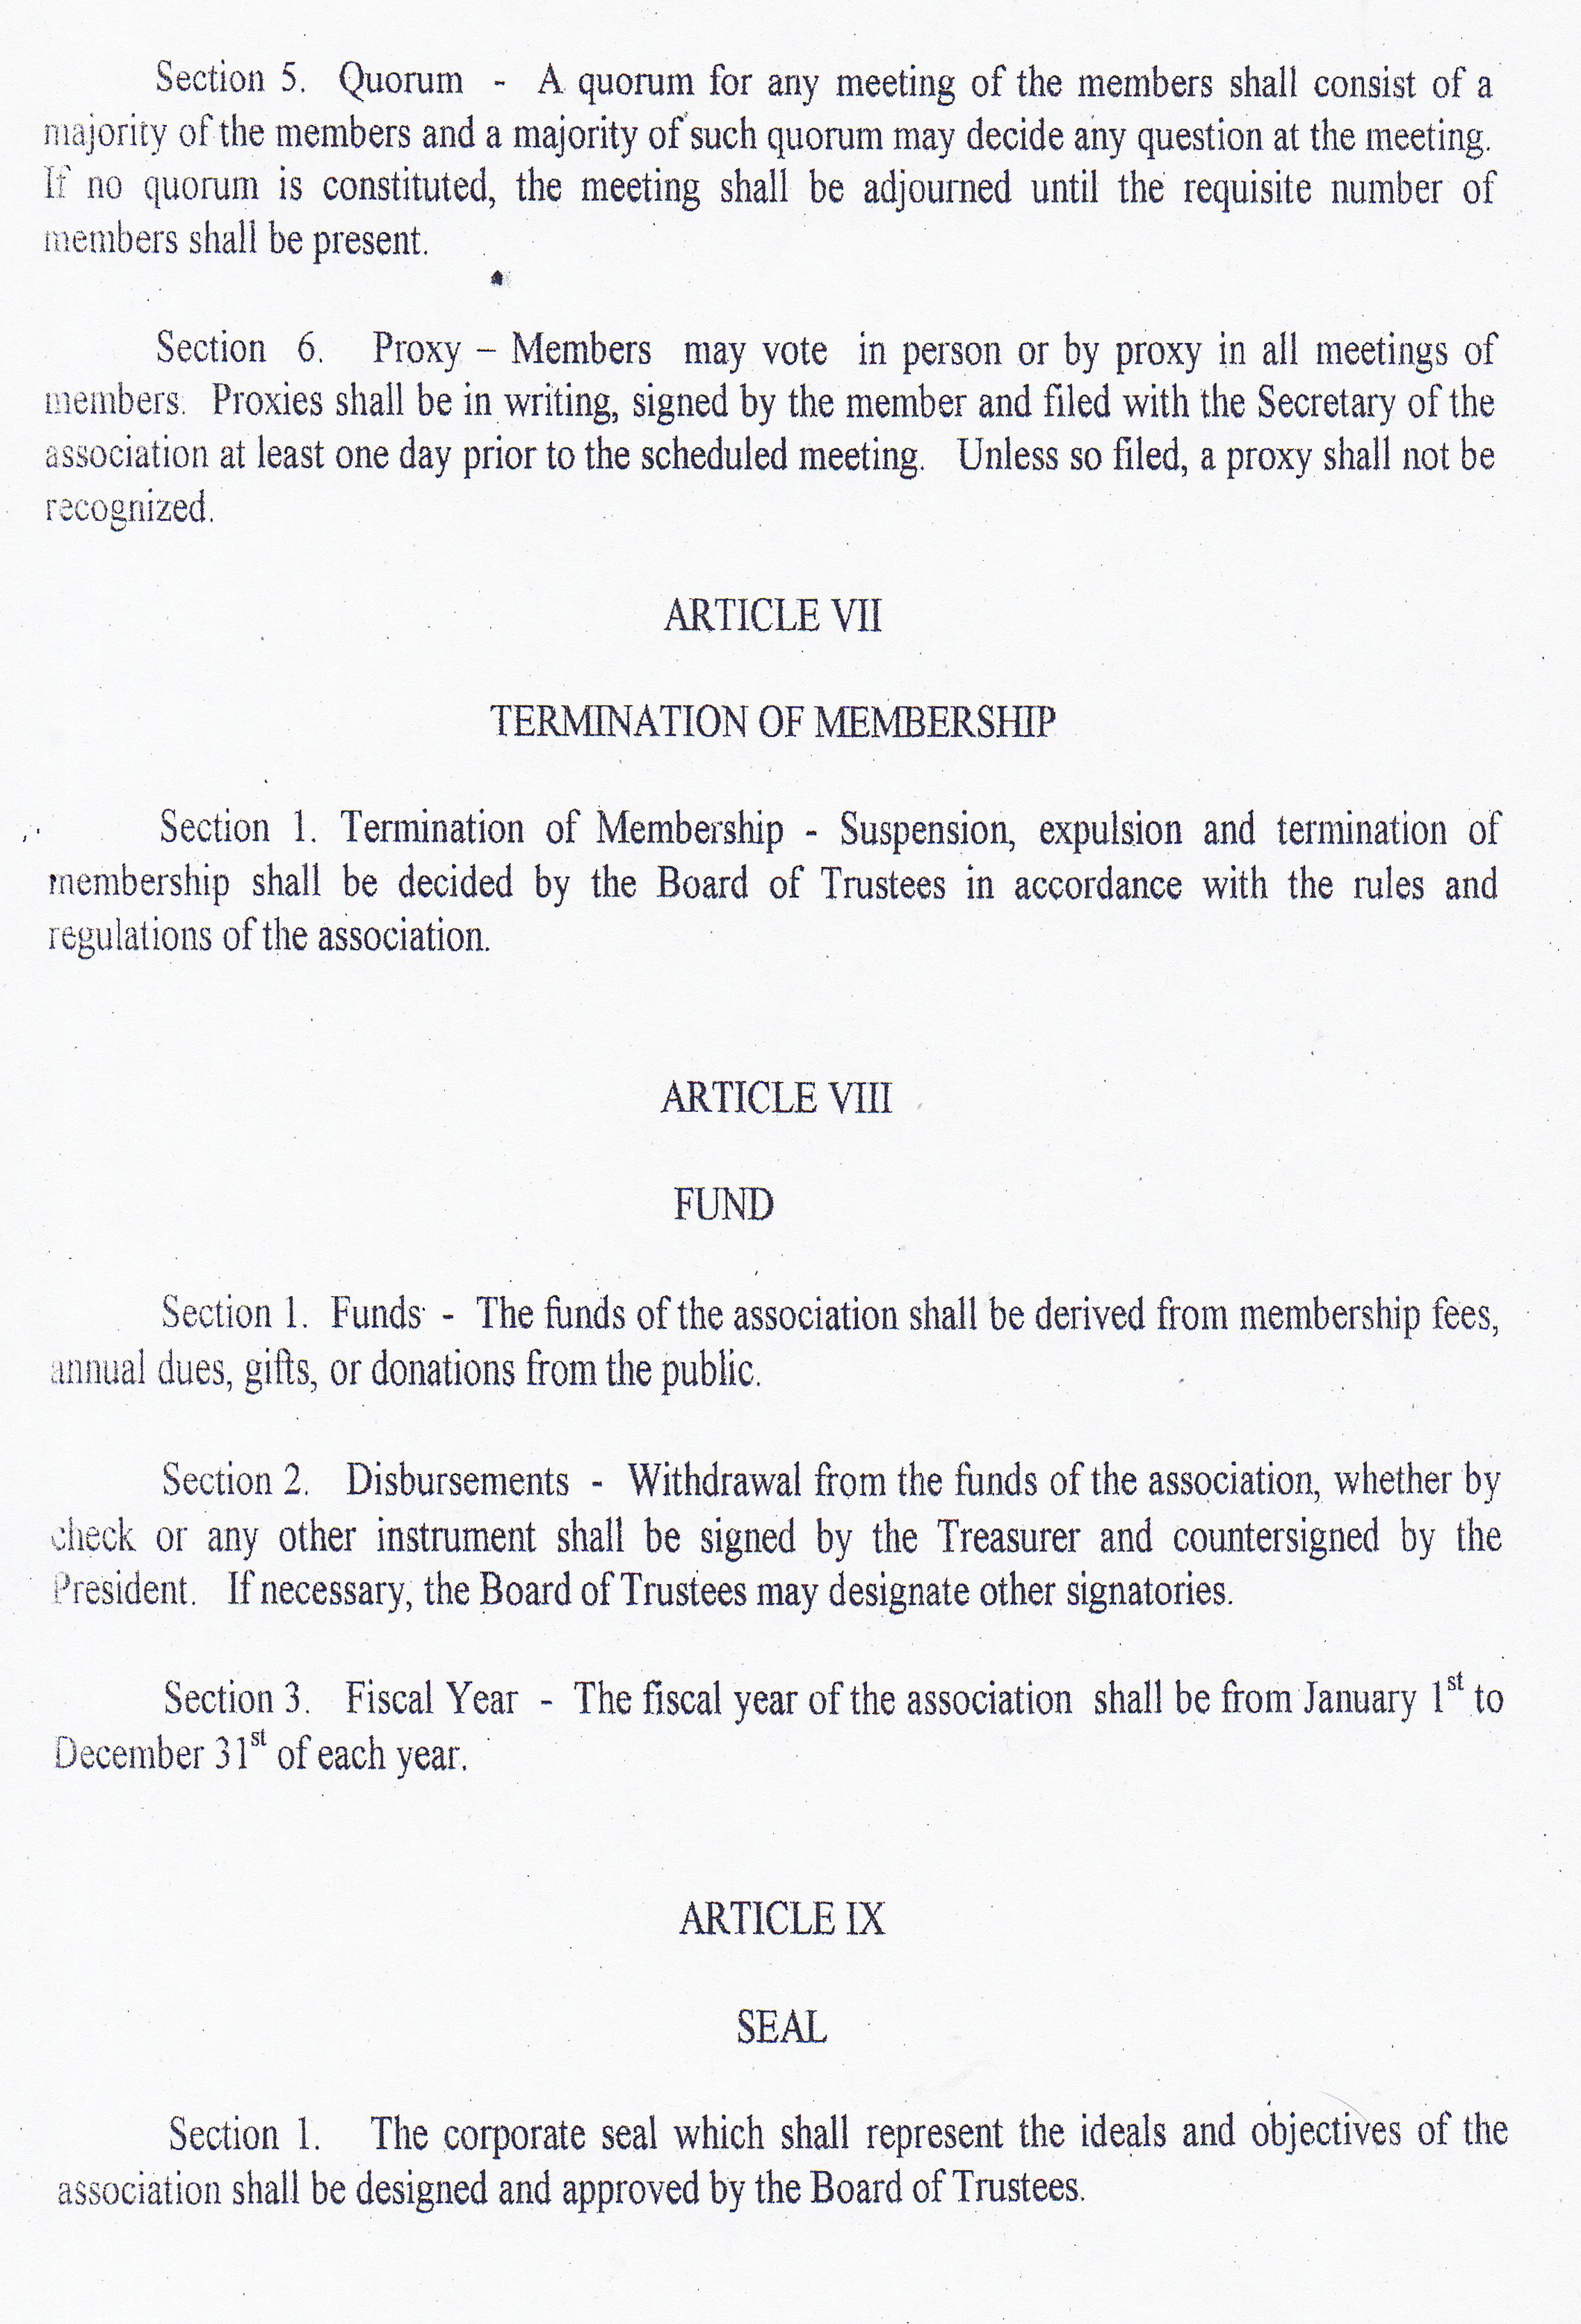 Section 5. Quorum - A quorum for any meeting of the members shall consist of a
majority of the members and a majority of such quorum may decide any question at the meeting.
If no quorum is constituted, the meeting shall be adjourned until the requisite number of
members shall be present.
Section 6. Proxy – Members may vote in person or by proxy in all meetings of
members. Proxies shall be in writing, signed by the member and filed with the Secretary of the
association at least one day prior to the scheduled meeting. Unless so filed, a proxy shall not be
recognized.
ARTICLE VII
TERMINATION OF MEMBERSHIP
Section 1. Termination of Membership - Suspension, expulsion and termination of
membership shall be decided by the Board of Trustees in accordance with the rules and
regulations of the association.
ARTICLE VIII
FUND
Section 1. Funds - The funds of the association shall be derived from membership fees,
annual dues, gifts, or donations from the public.
Section 2. Disbursements - Withdrawal from the funds of the association, whether by
check or any other instrument shall be signed by the Treasurer and countersigned by the
President. If necessary, the Board of Trustees may designate other signatories.
Section 3. Fiscal Year - The fiscal year of the association shall be from January 1st to
December 31st of each year.
ARTICLE IX
SEAL
Section 1. The corporate seal which shall represent the ideals and objectives of the
association shall be designed and approved by the Board of Trustees.